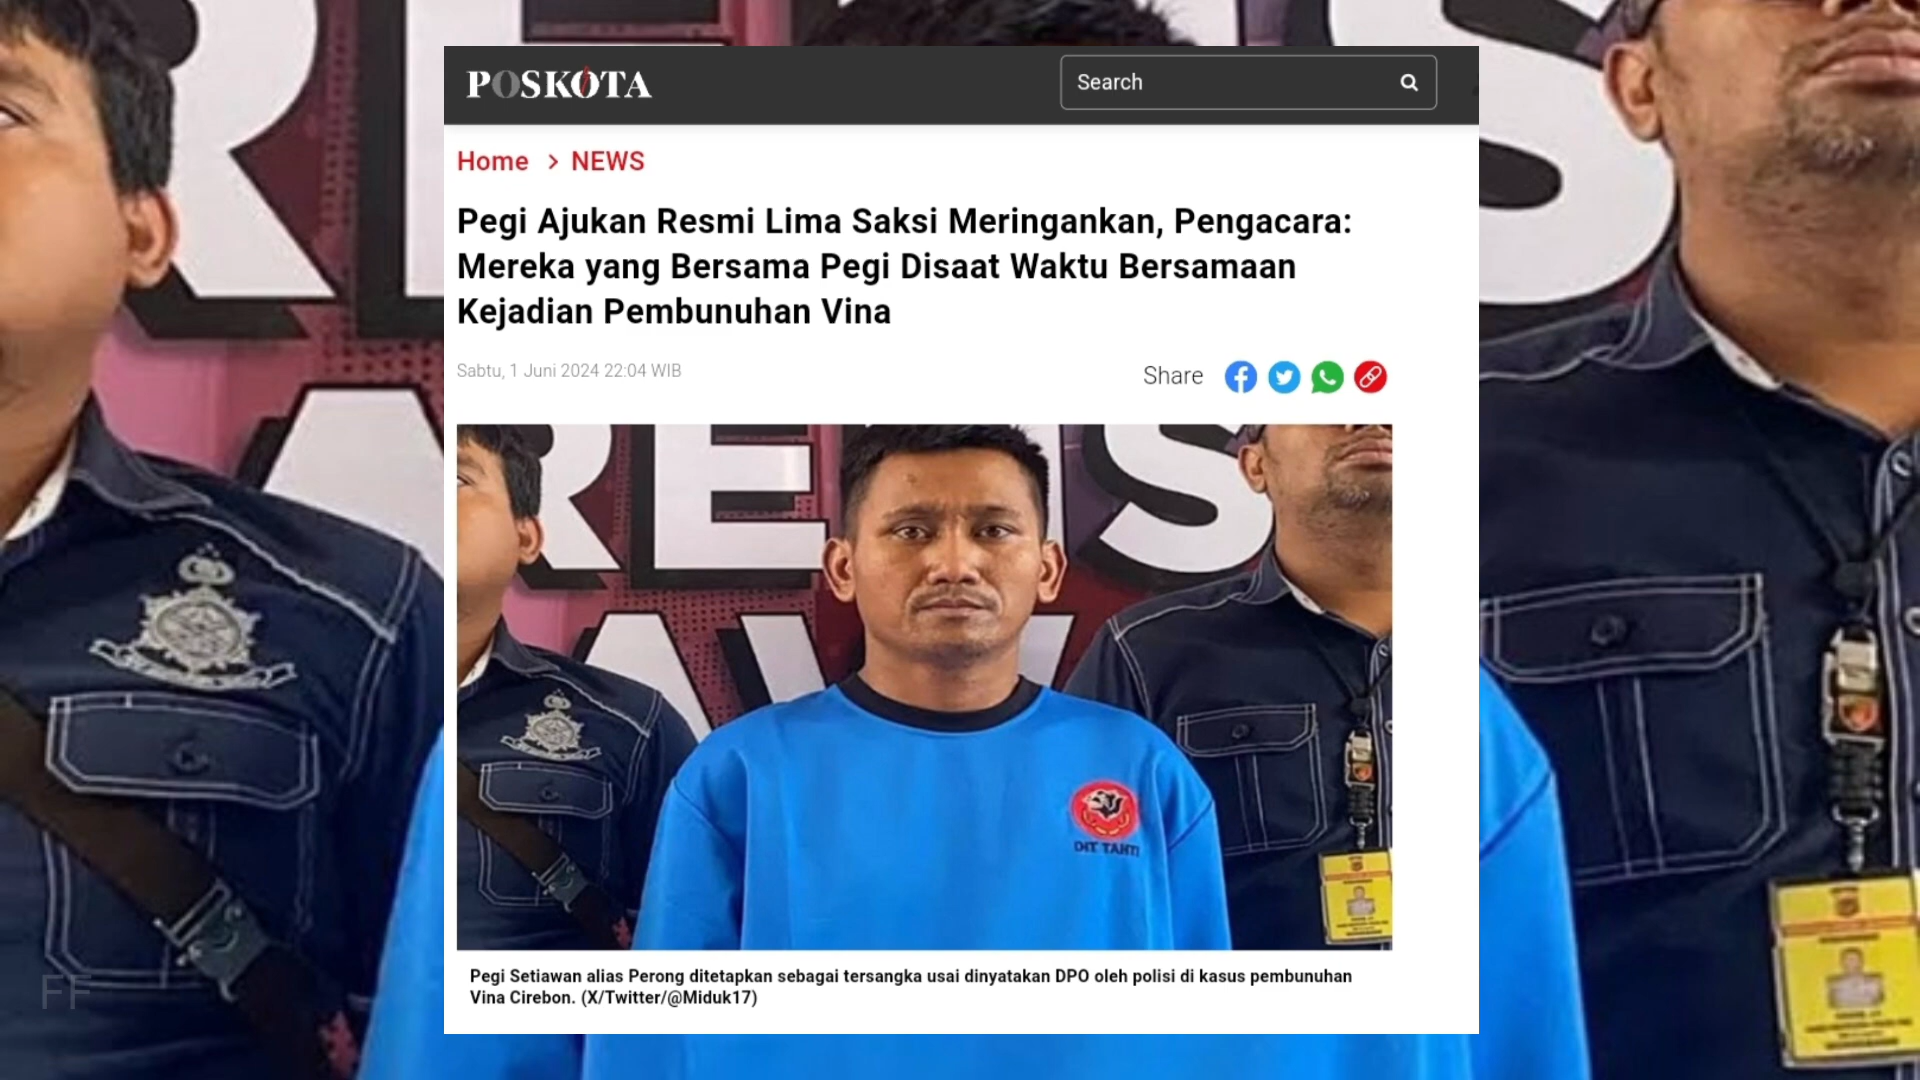 POSKOTA
Search
Home > NEWS
Pegi Ajukan Resmi Lima Saksi Meringankan, Pengacara:
Mereka yang Bersama Pegi Disaat Waktu Bersamaan
Kejadian Pembunuhan Vina
Sabtu, 1 Juni 2024 22:04 WIB
Share
DIT TAHTI
Pegi Setiawan alias Perong ditetapkan sebagai tersangka usai dinyatakan DPO oleh polisi di kasus pembunuhan
Vina Cirebon. (X/Twitter/@Miduk17)
FF